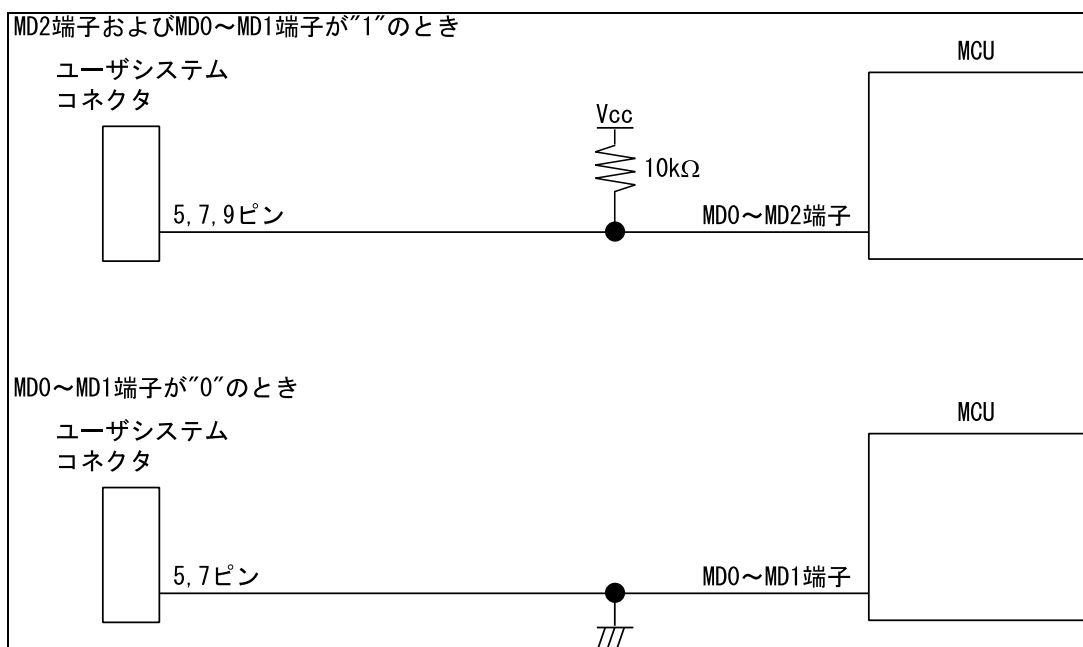 MD2端子およびMD0～MD1端子が"1"のとき
MCU
ユーザシステム
コネクタ
Vcc
10kΩ
5,7,9ピン
MD0～MD2端子
MD0～MD1端子が"0"のとき
MCU
ユーザシステム
コネクタ
5,7ピン
MD0～MD1端子